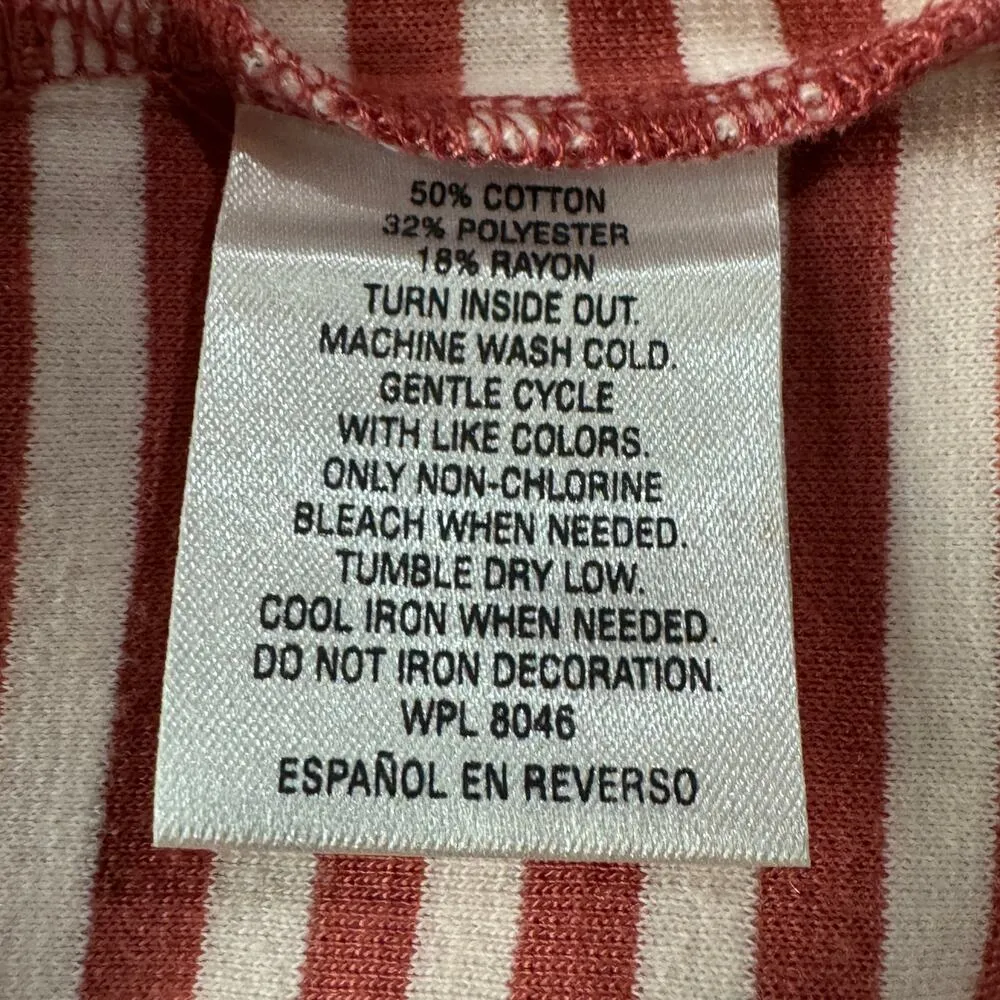 50% COTTON
32% POLYESTER
18% RAYON
TURN INSIDE OUT.
MACHINE WASH COLD.
GENTLE CYCLE
WITH LIKE COLORS.
ONLY NON-CHLORINE
BLEACH WHEN NEEDED.
TUMBLE DRY LOW.
COOL IRON WHEN NEEDED.
DO NOT IRON DECORATION.
WPL 8046
ESPAÑOL EN REVERSO